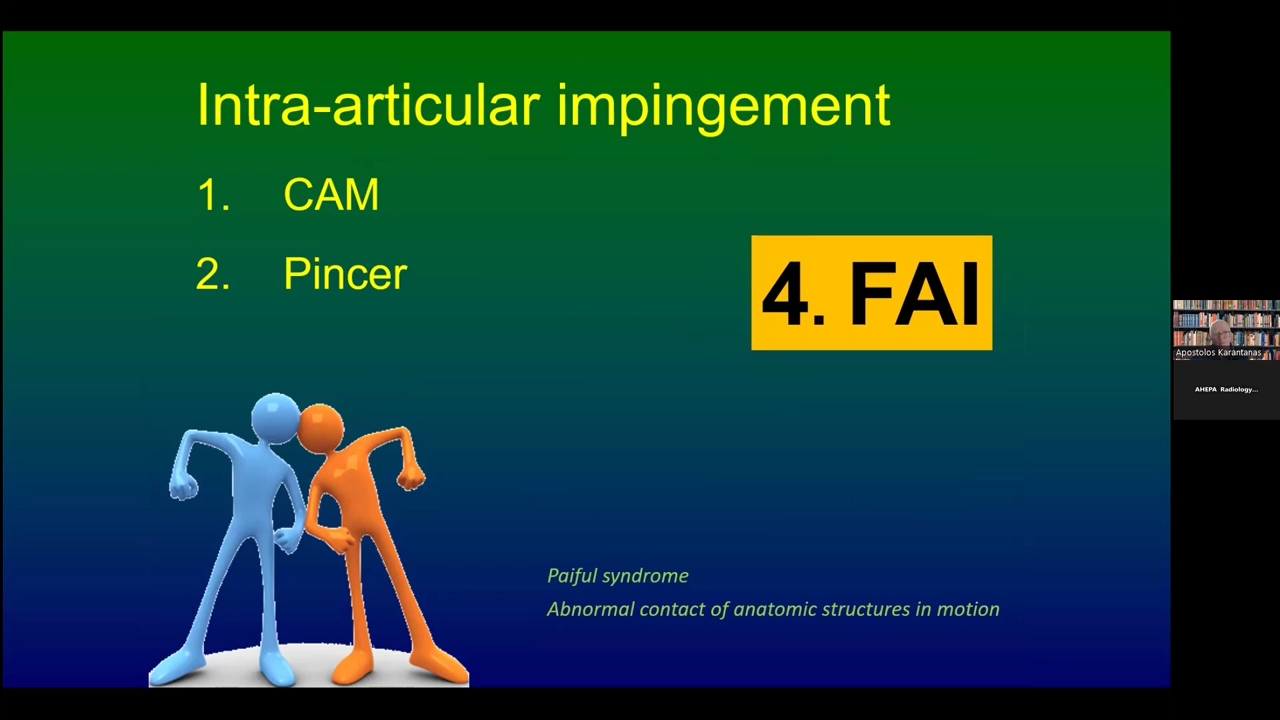 Intra-articular impingement
1. CAM
2. Pincer
4. FAI
Paiful syndrome
Abnormal contact of anatomic structures in motion
Apostolos Karantanas
AHEPA Radiology...